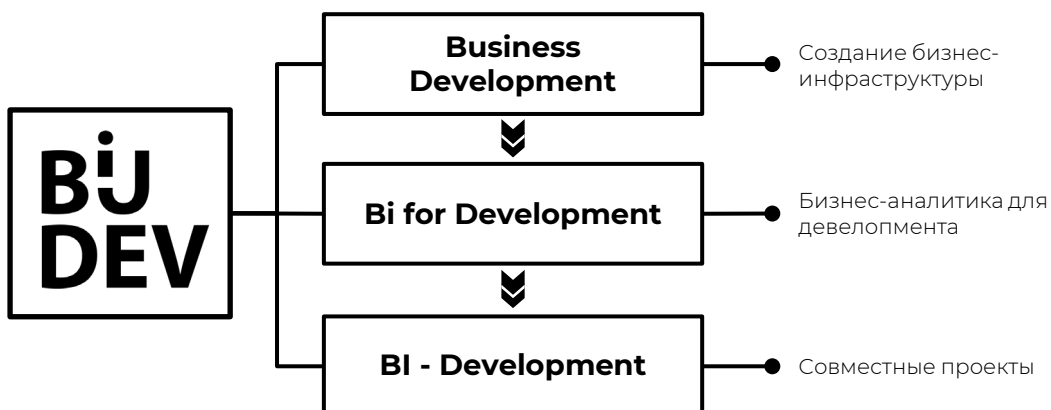 BIJ
DEV
Business
Development
Создание бизнес-
инфраструктуры
Bi for Development
Бизнес-аналитика для
девелопмента
BI - Development
Совместные проекты